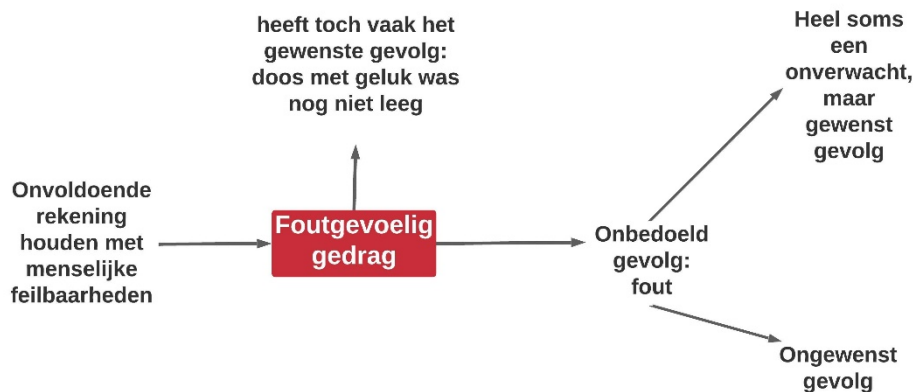 heeft toch vaak het
gewenste gevolg:
doos met geluk was
nog niet leeg
Heel soms
een
onverwacht,
maar
gewenst
gevolg
Onvoldoende
rekening
houden met
menselijke
feilbaarheden
Foutgevoelig
gedrag
Onbedoeld
gevolg:
fout
Ongewenst
gevolg